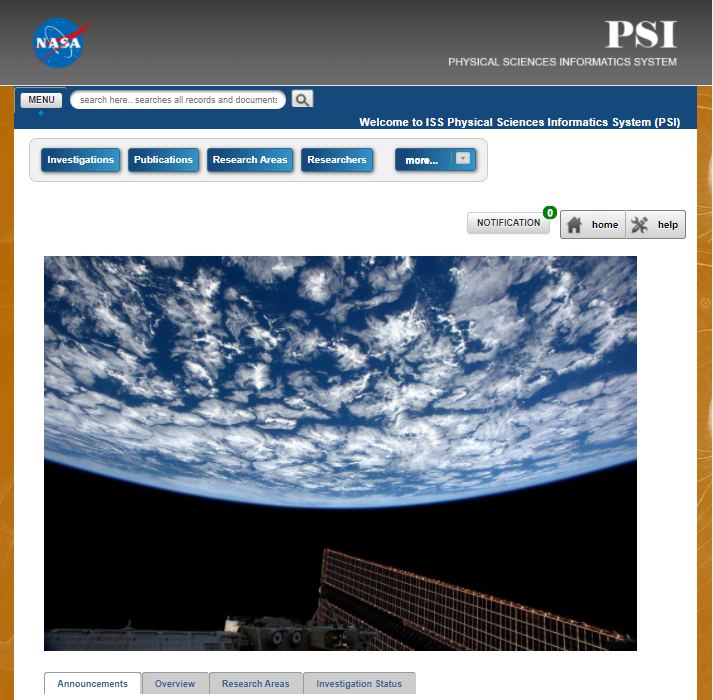 NASA
PSI
PHYSICAL SCIENCES INFORMATICS SYSTEM
MENU
search here.. searches all records and documents
Welcome to ISS Physical Sciences Informatics System (PSI)
Investigations Publications Research Areas Researchers more...
NOTIFICATION 0 home help
Announcements Overview Research Areas Investigation Status